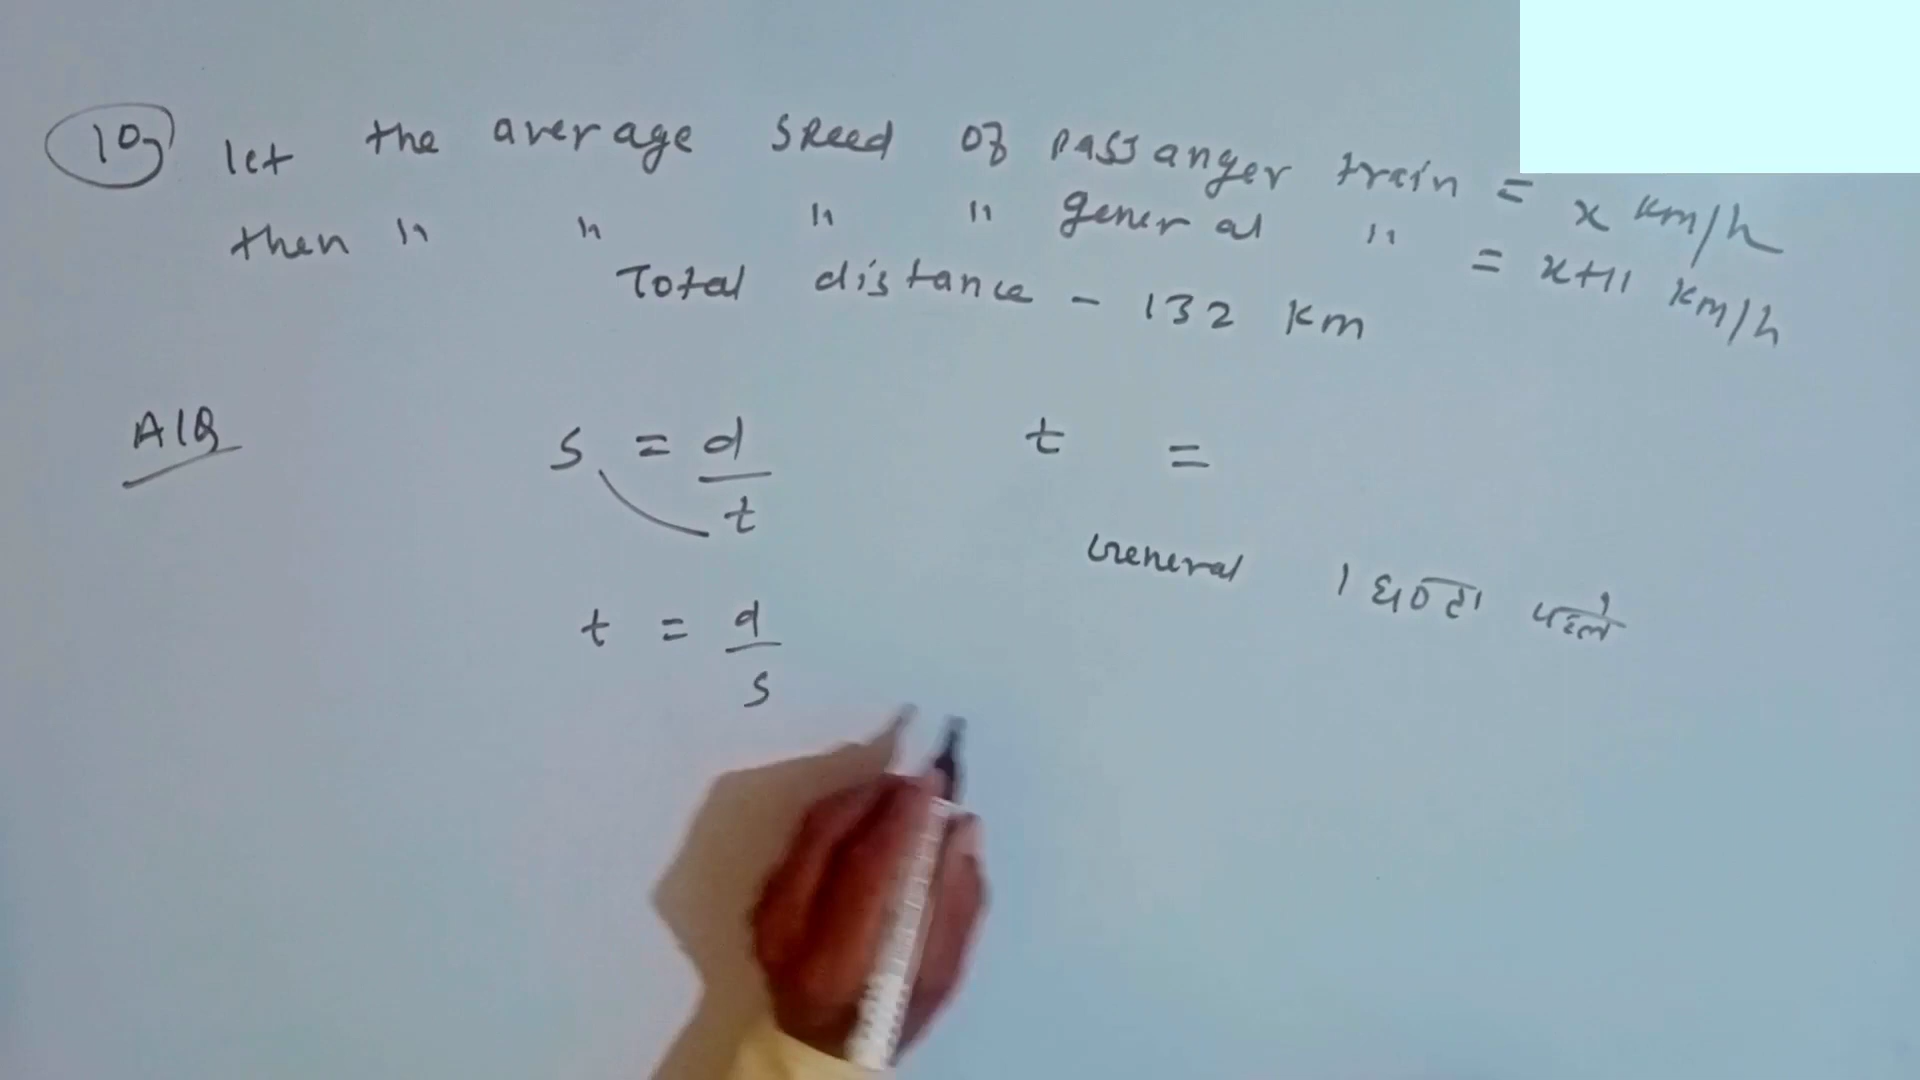 10) let the average speed of passanger train = x km/h
then " " " " general " = x+11 km/h
Total distance - 132 km
A/Q s = d/t t =
General 1 घण्टा पहले
t = d/s